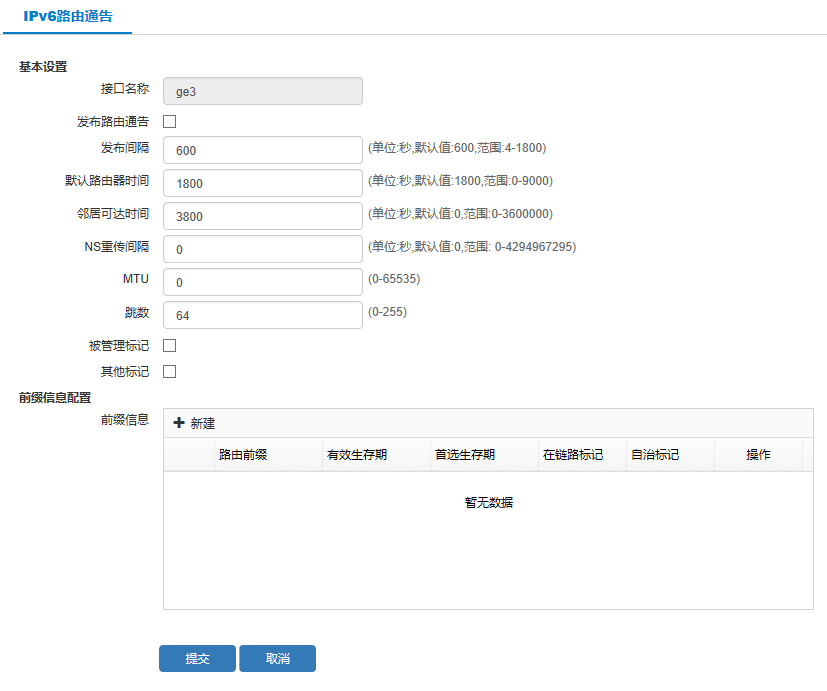 IPv6路由通告
基本设置
接口名称 ge3
发布路由通告
发布间隔 600 (单位:秒,默认值:600,范围:4-1800)
默认路由器时间 1800 (单位:秒,默认值:1800,范围:0-9000)
邻居可达时间 3800 (单位:秒,默认值:0,范围:0-3600000)
NS重传间隔 0 (单位:秒,默认值:0,范围: 0-4294967295)
MTU 0 (0-65535)
跳数 64 (0-255)
被管理标记
其他标记
前缀信息配置
前缀信息 新建
路由前缀 有效生存期 首选生存期 在链路标记 自治标记 操作
暂无数据
提交 取消